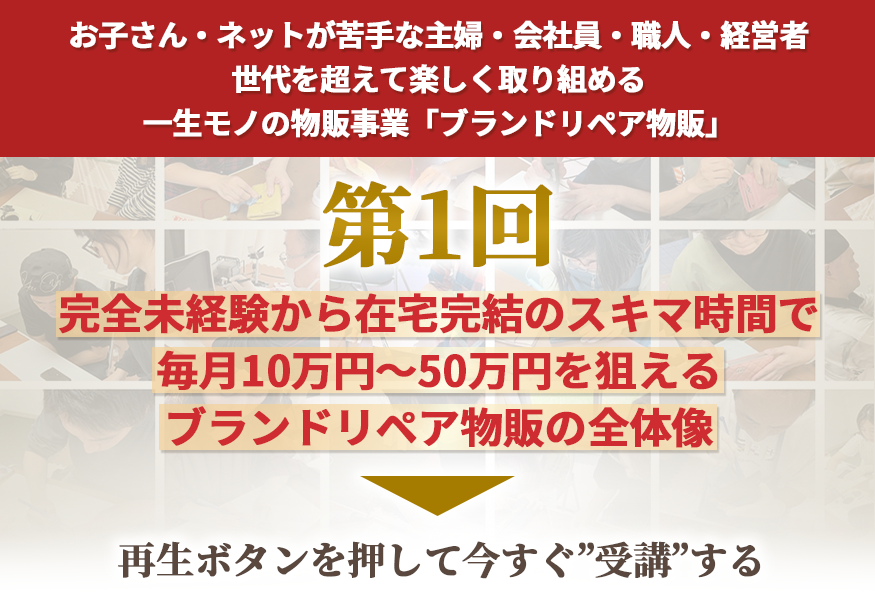 お子さん・ネットが苦手な主婦・会社員・職人・経営者
世代を超えて楽しく取り組める
一生モノの物販事業「ブランドリペア物販」
第1回
完全未経験から在宅完結のスキマ時間で
毎月10万円～50万円を狙える
ブランドリペア物販の全体像
再生ボタンを押して今すぐ”受講”する